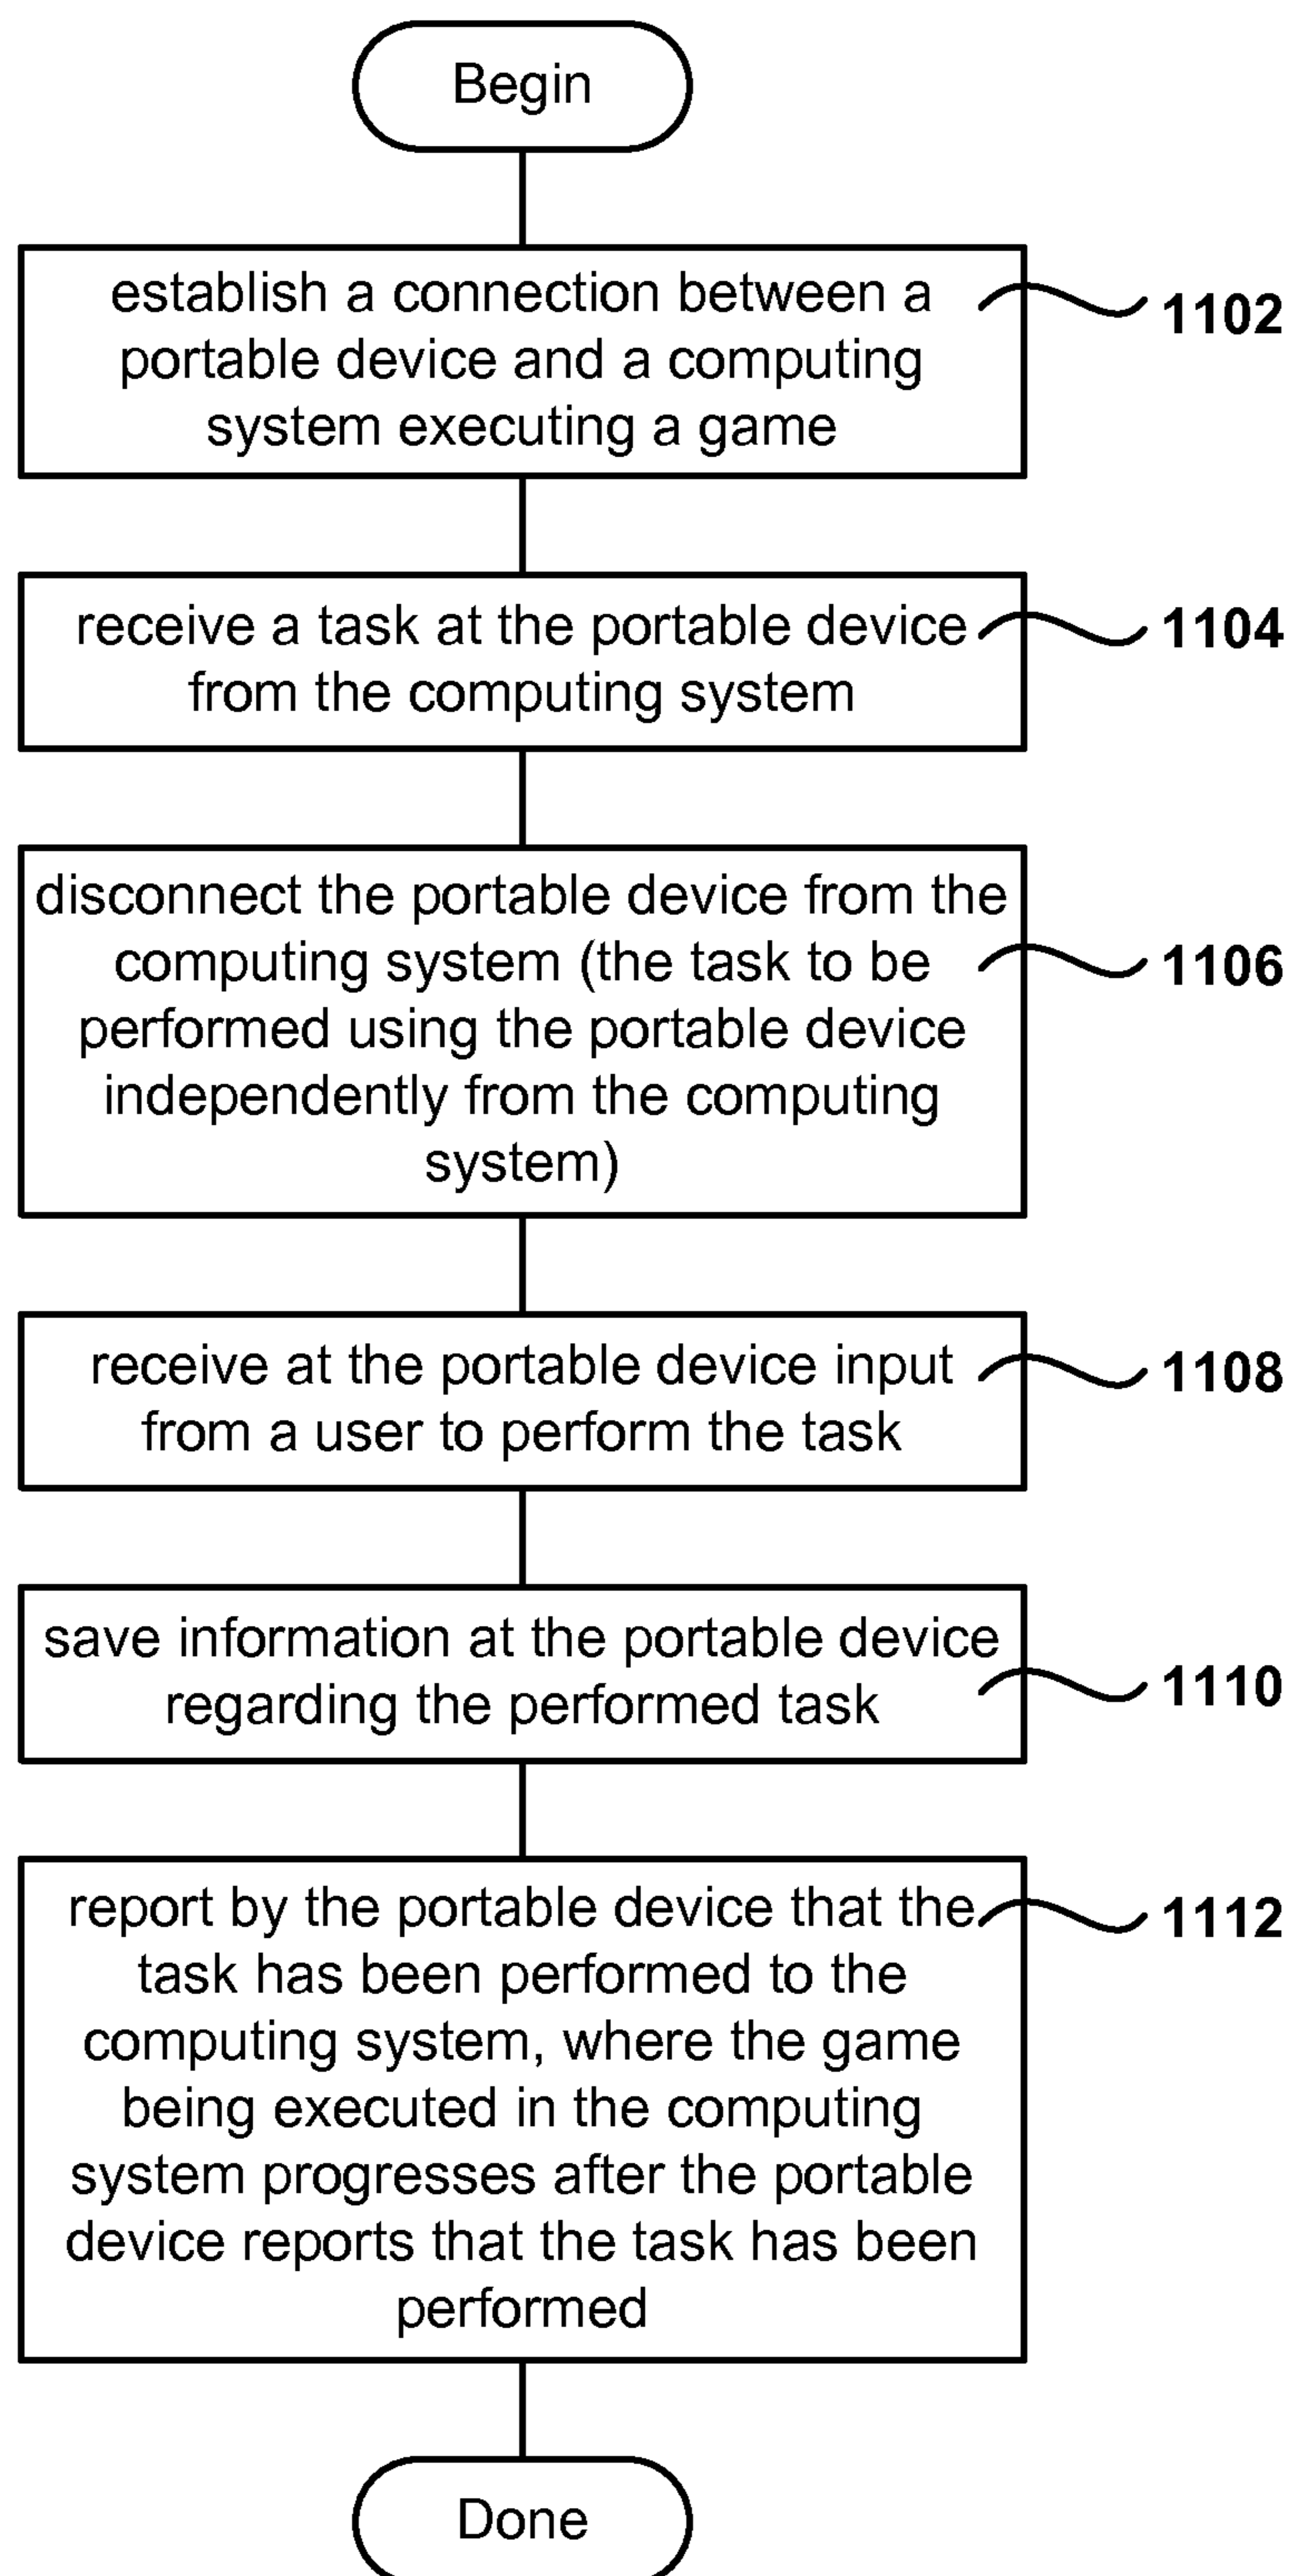 Begin
establish a connection between a
portable device and a computing
system executing a game
1102
receive a task at the portable device
from the computing system
1104
disconnect the portable device from the
computing system (the task to be
performed using the portable device
independently from the computing
system)
1106
receive at the portable device input
from a user to perform the task
1108
save information at the portable device
regarding the performed task
1110
report by the portable device that the
task has been performed to the
computing system, where the game
being executed in the computing
system progresses after the portable
device reports that the task has been
performed
1112
Done